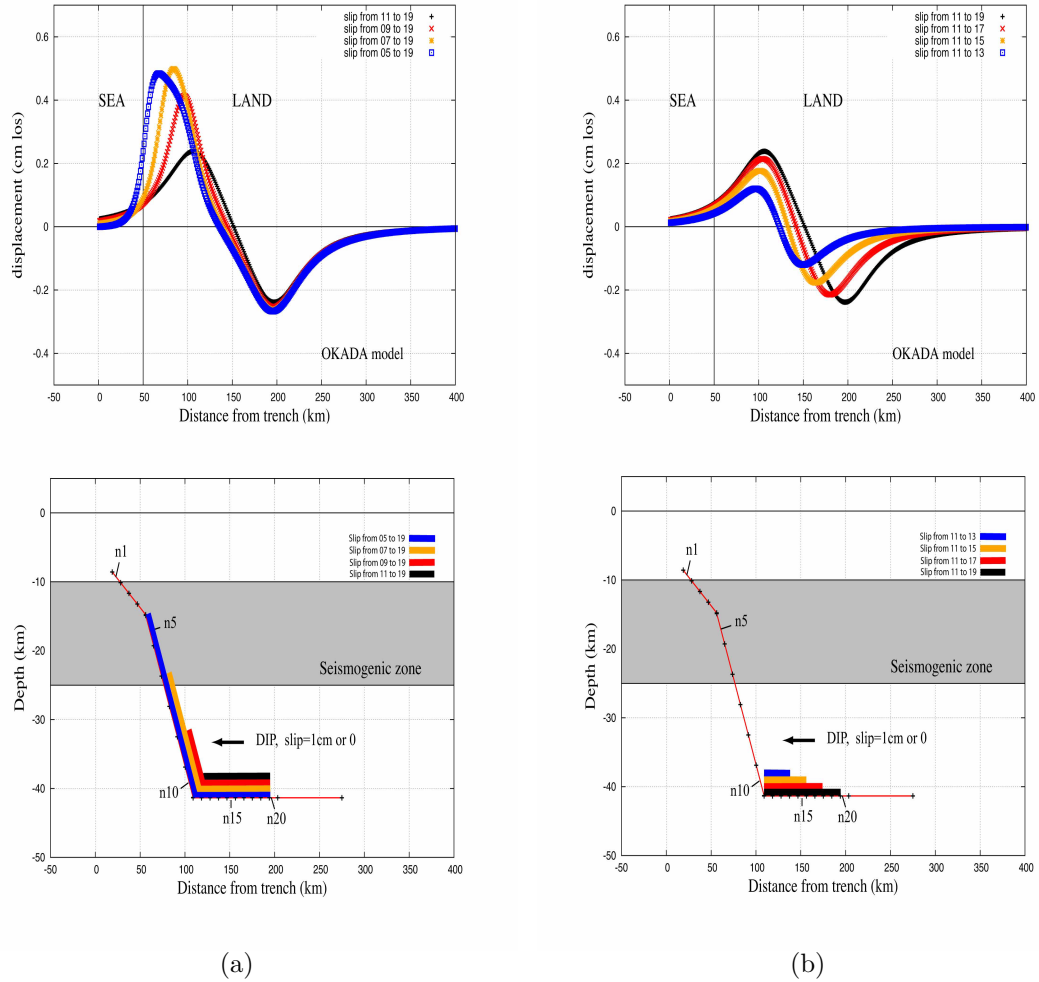 slip from 11 to 19
slip from 09 to 19
slip from 07 to 19
slip from 05 to 19
0.6
0.4
0.2
0
-0.2
-0.4
SEA
LAND
OKADA model
displacement (cm los)
-50 0 50 100 150 200 250 300 350 400
Distance from trench (km)
slip from 11 to 19
slip from 11 to 17
slip from 11 to 15
slip from 11 to 13
0.6
0.4
0.2
0
-0.2
-0.4
SEA
LAND
OKADA model
displacement (cm los)
-50 0 50 100 150 200 250 300 350 400
Distance from trench (km)
Slip from 05 to 19
Slip from 07 to 19
Slip from 09 to 19
Slip from 11 to 19
0
-10
-20
-30
-40
-50
n1
n5
Seismogenic zone
DIP, slip=1cm or 0
n10
n15
n20
Depth (km)
-50 0 50 100 150 200 250 300 350 400
Distance from trench (km)
Slip from 11 to 13
Slip from 11 to 15
Slip from 11 to 17
Slip from 11 to 19
0
-10
-20
-30
-40
-50
n1
n5
Seismogenic zone
DIP, slip=1cm or 0
n10
n15
n20
Depth (km)
-50 0 50 100 150 200 250 300 350 400
Distance from trench (km)
(a)
(b)